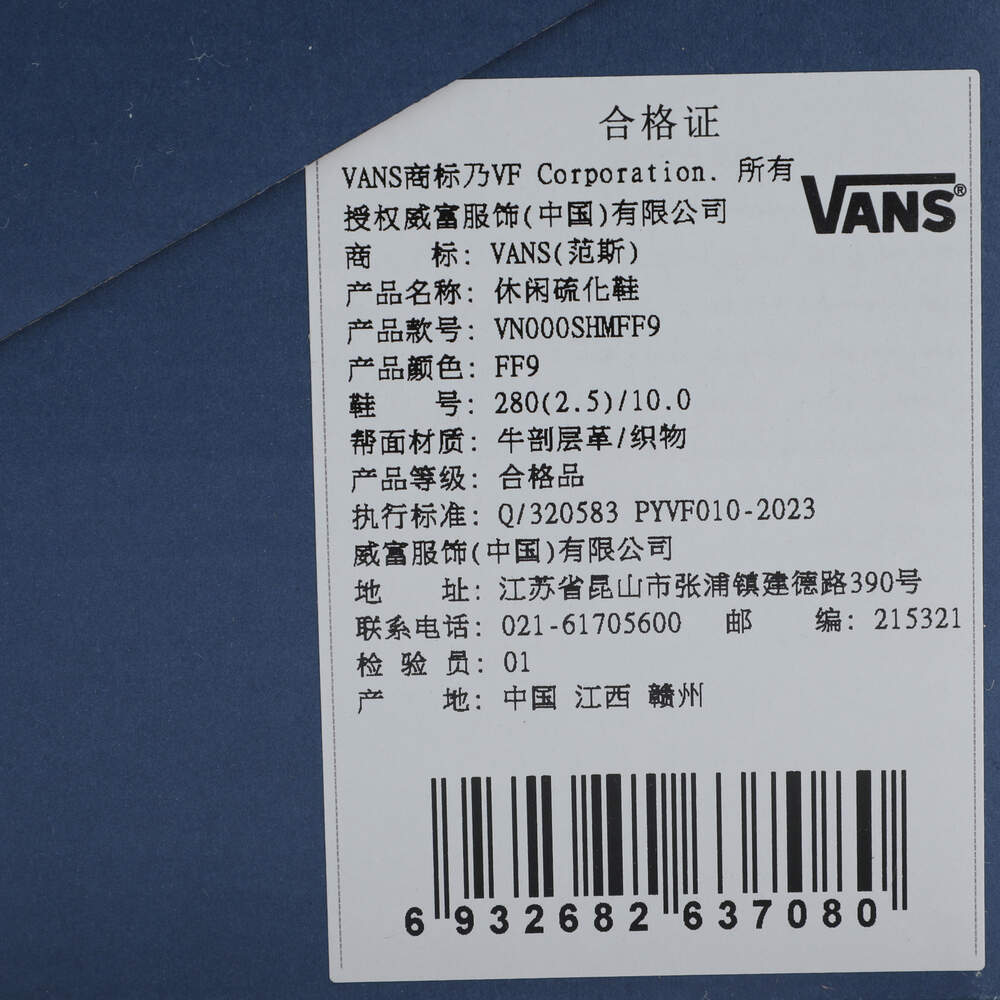 合格证
VANS商标乃VF Corporation. 所有
VANS®
授权威富服饰(中国)有限公司
商 标: VANS(范斯)
产品名称: 休闲硫化鞋
产品款号: VN000SHMFF9
产品颜色: FF9
鞋 号: 280(2.5)/10.0
帮面材质: 牛剖层革/织物
产品等级: 合格品
执行标准: Q/320583 PYVF010-2023
威富服饰(中国)有限公司
地 址: 江苏省昆山市张浦镇建德路390号
联系电话: 021-61705600 邮 编: 215321
检 验 员: 01
产 地: 中国 江西 赣州
6 932682 637080